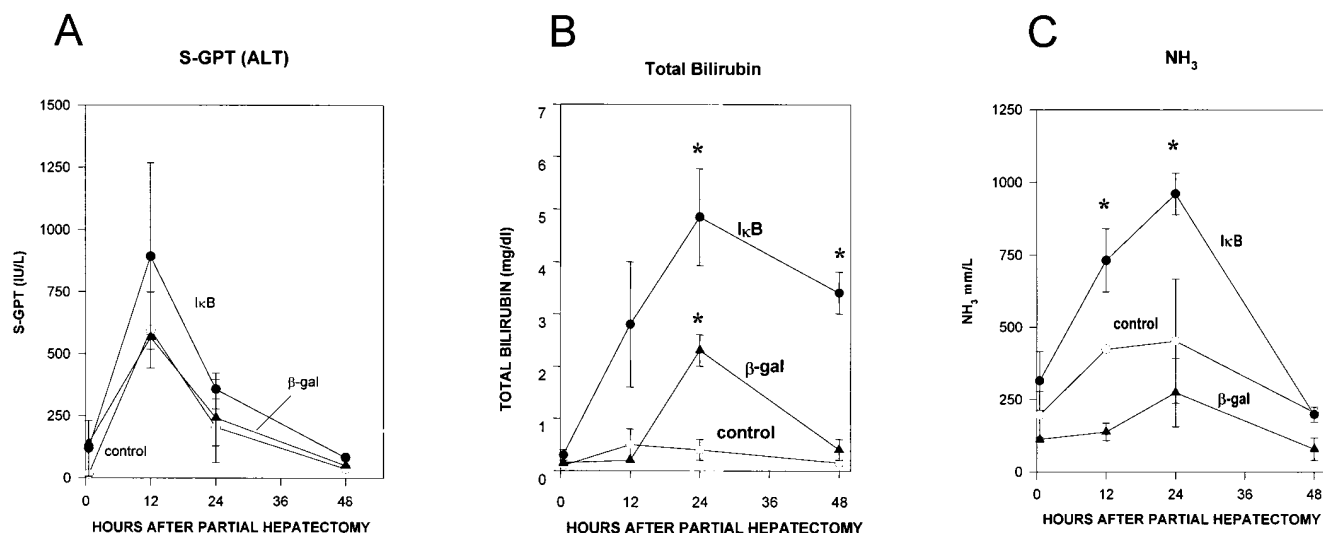 A
S-GPT (ALT)
1500
1250
1000
750
500
250
0
S-GPT (IU/L)
IκB
β-gal
control
0 12 24 36 48
HOURS AFTER PARTIAL HEPATECTOMY
B
Total Bilirubin
7
6
5
4
3
2
1
0
TOTAL BILIRUBIN (mg/dl)
*
IκB
*
*
β-gal
control
0 12 24 36 48
HOURS AFTER PARTIAL HEPATECTOMY
C
NH₃
1250
1000
750
500
250
0
NH₃ mm/L
*
*
IκB
control
β-gal
0 12 24 36 48
HOURS AFTER PARTIAL HEPATECTOMY